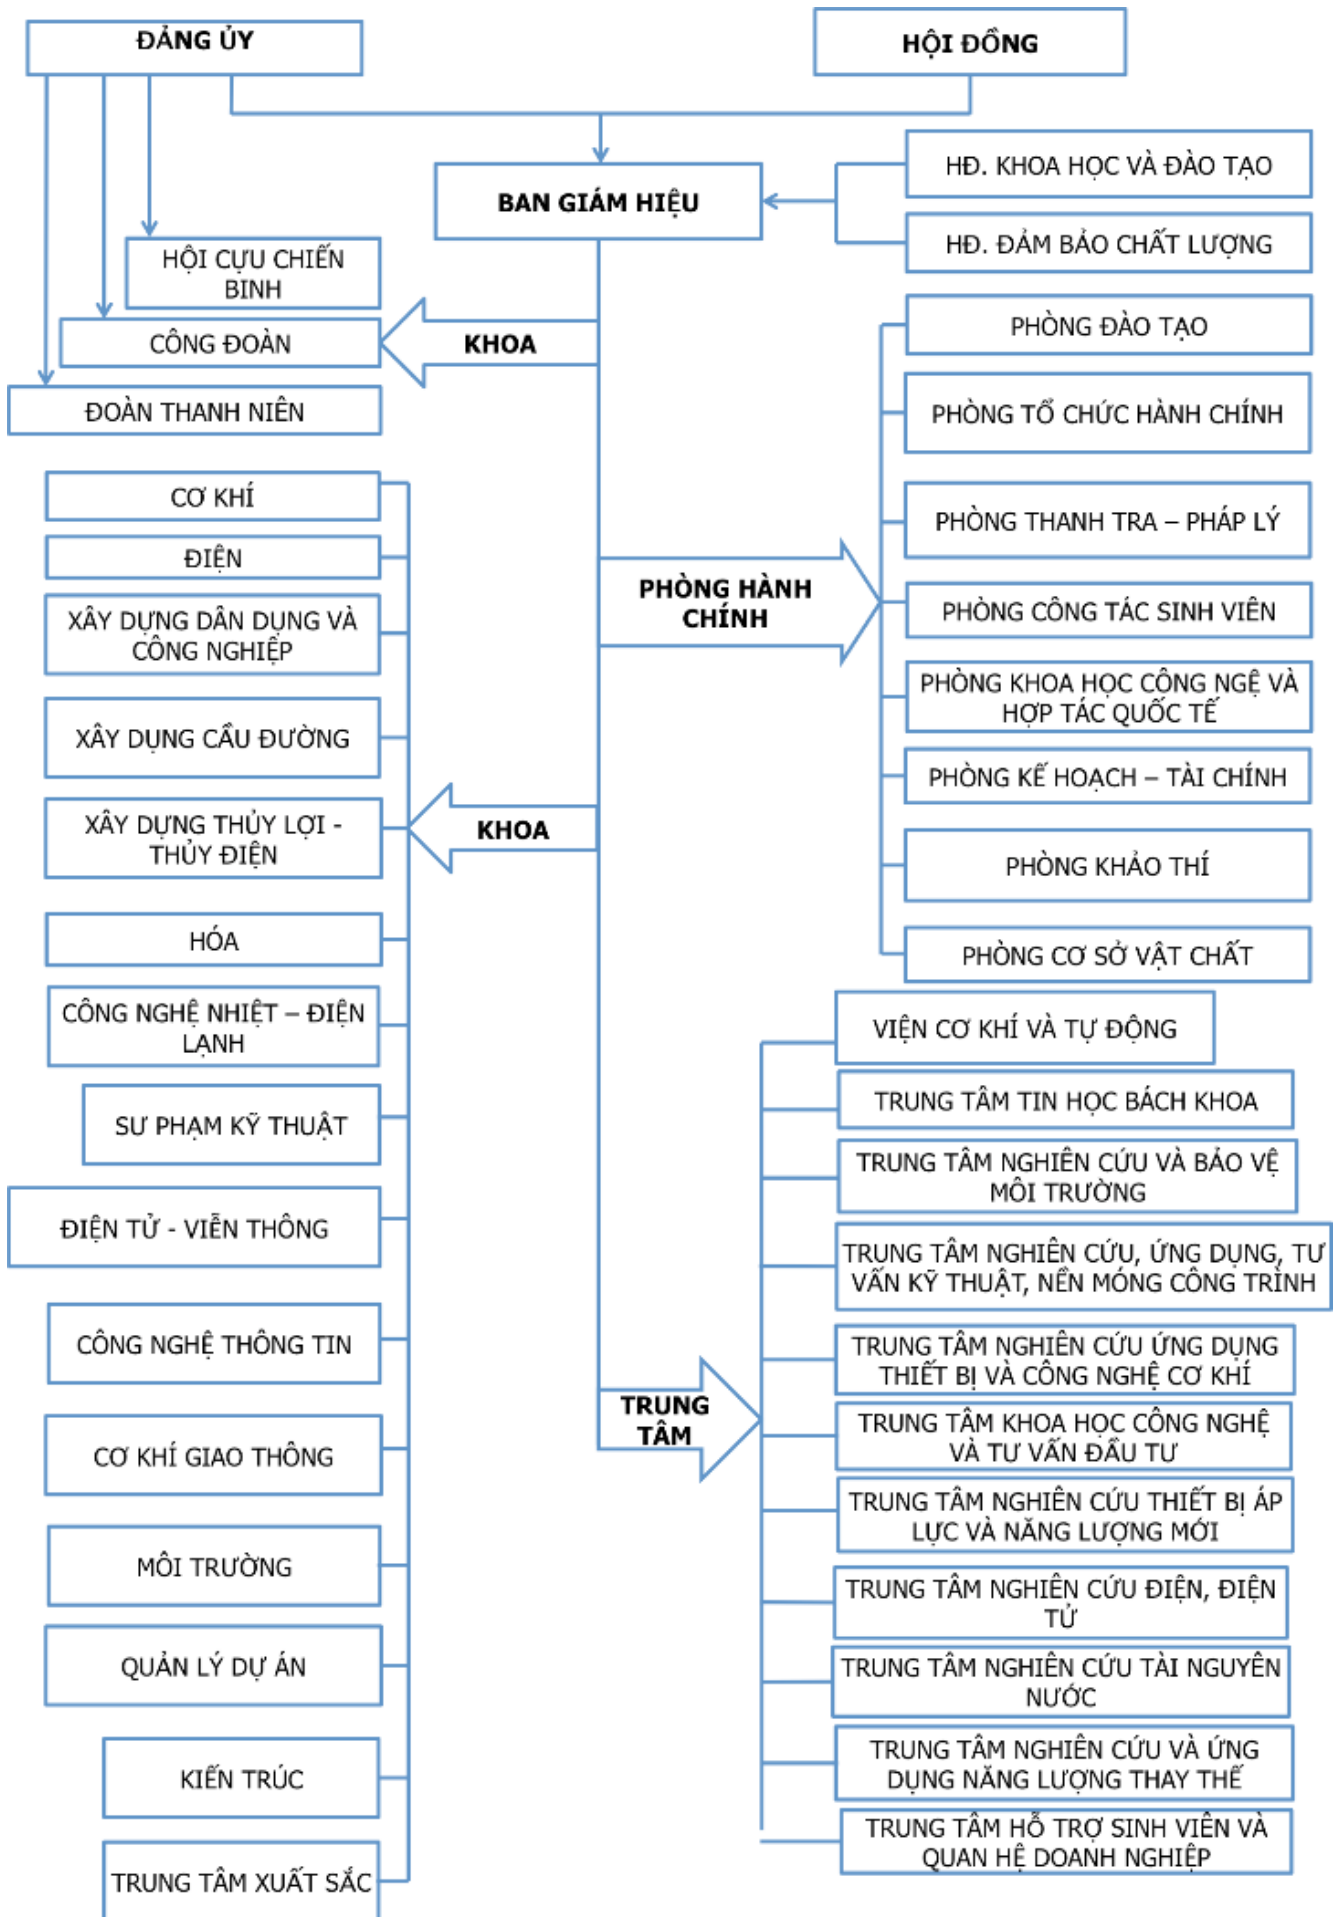 ĐẢNG ỦY
HỘI ĐỒNG
BAN GIÁM HIỆU
HĐ. KHOA HỌC VÀ ĐÀO TẠO
HĐ. ĐẢM BẢO CHẤT LƯỢNG
HỘI CỰU CHIẾN
BINH
CÔNG ĐOÀN
ĐOÀN THANH NIÊN
KHOA
PHÒNG ĐÀO TẠO
PHÒNG TỔ CHỨC HÀNH CHÍNH
PHÒNG THANH TRA – PHÁP LÝ
PHÒNG HÀNH
CHÍNH
PHÒNG CÔNG TÁC SINH VIÊN
PHÒNG KHOA HỌC CÔNG NGỆ VÀ
HỢP TÁC QUỐC TẾ
PHÒNG KẾ HOẠCH – TÀI CHÍNH
PHÒNG KHẢO THÍ
PHÒNG CƠ SỞ VẬT CHẤT
CƠ KHÍ
ĐIỆN
XÂY DỰNG DÂN DỤNG VÀ
CÔNG NGHIỆP
XÂY DỤNG CẦU ĐƯỜNG
XÂY DỰNG THỦY LỢI -
THỦY ĐIỆN
KHOA
HÓA
CÔNG NGHỆ NHIỆT – ĐIỆN
LẠNH
SƯ PHẠM KỸ THUẬT
ĐIỆN TỬ - VIỄN THÔNG
CÔNG NGHỆ THÔNG TIN
CƠ KHÍ GIAO THÔNG
MÔI TRƯỜNG
QUẢN LÝ DỰ ÁN
KIẾN TRÚC
TRUNG TÂM XUẤT SẮC
TRUNG
TÂM
VIỆN CƠ KHÍ VÀ TỰ ĐỘNG
TRUNG TÂM TIN HỌC BÁCH KHOA
TRUNG TÂM NGHIÊN CỨU VÀ BẢO VỆ
MÔI TRƯỜNG
TRUNG TÂM NGHIÊN CỨU, ỨNG DỤNG, TƯ
VẤN KỸ THUẬT, NỀN MÓNG CÔNG TRÌNH
TRUNG TÂM NGHIÊN CỨU ỨNG DỤNG
THIẾT BỊ VÀ CÔNG NGHỆ CƠ KHÍ
TRUNG TÂM KHOA HỌC CÔNG NGHỆ
VÀ TƯ VẤN ĐẦU TƯ
TRUNG TÂM NGHIÊN CỨU THIẾT BỊ ÁP
LỰC VÀ NĂNG LƯỢNG MỚI
TRUNG TÂM NGHIÊN CỨU ĐIỆN, ĐIỆN
TỬ
TRUNG TÂM NGHIÊN CỨU TÀI NGUYÊN
NƯỚC
TRUNG TÂM NGHIÊN CỨU VÀ ỨNG
DỤNG NĂNG LƯỢNG THAY THẾ
TRUNG TÂM HỖ TRỢ SINH VIÊN VÀ
QUAN HỆ DOANH NGHIỆP